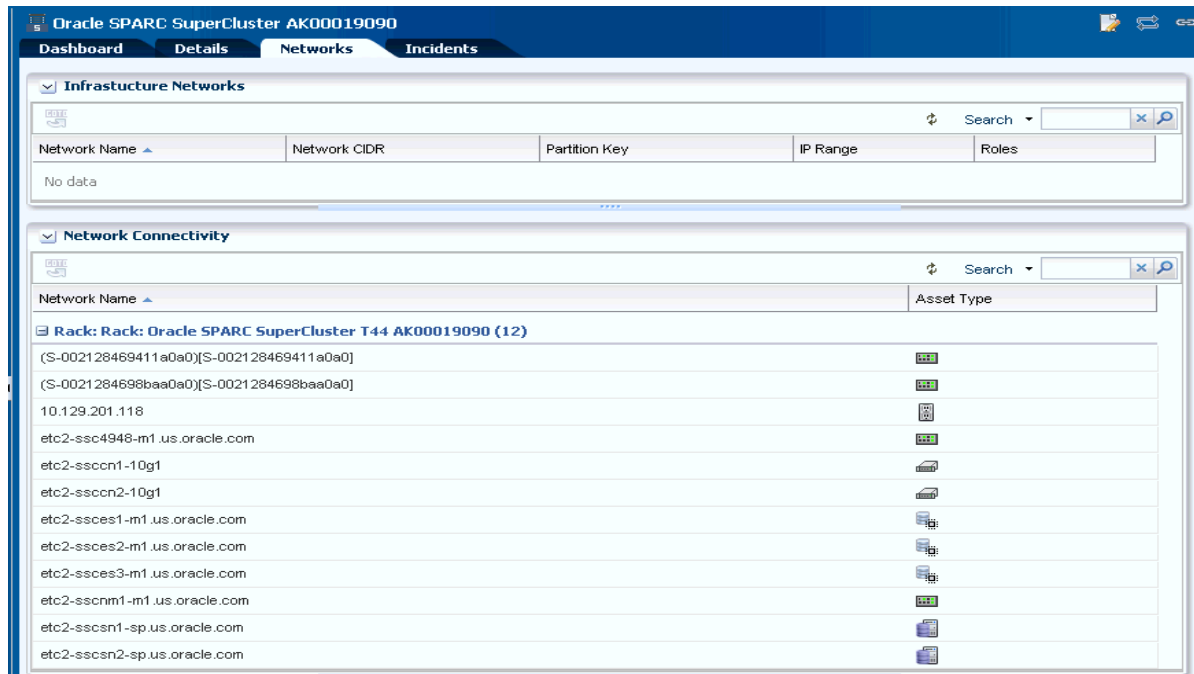 Oracle SPARC SuperCluster AK00019090
Dashboard Details Networks Incidents
Infrastucture Networks
Search
Network Name Network CIDR Partition Key IP Range Roles
No data
Network Connectivity
Search
Network Name Asset Type
Rack: Rack: Oracle SPARC SuperCluster T44 AK00019090 (12)
(S-002128469411a0a0)[S-002128469411a0a0]
(S-0021284698baa0a0)[S-0021284698baa0a0]
10.129.201.118
etc2-ssc4948-m1.us.oracle.com
etc2-ssccn1-10g1
etc2-ssccn2-10g1
etc2-ssces1-m1.us.oracle.com
etc2-ssces2-m1.us.oracle.com
etc2-ssces3-m1.us.oracle.com
etc2-sscnm1-m1.us.oracle.com
etc2-sscsn1-sp.us.oracle.com
etc2-sscsn2-sp.us.oracle.com